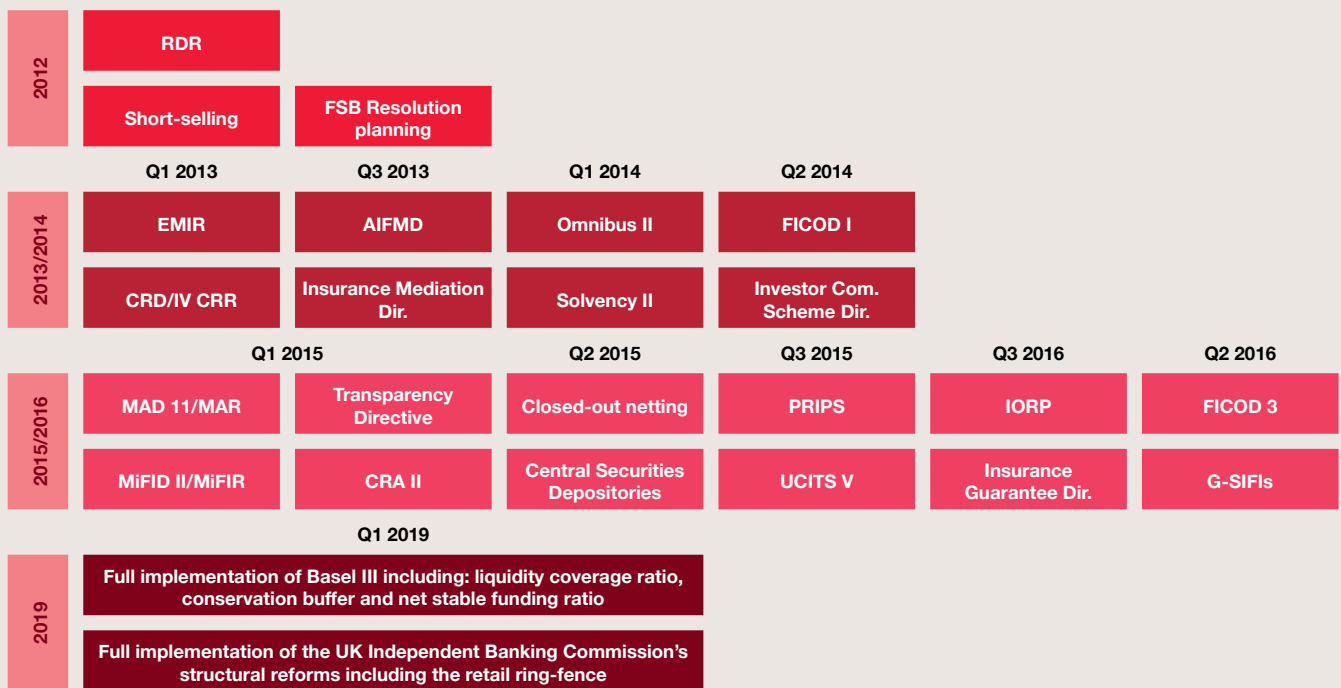 2012
RDR
Short-selling
FSB Resolution
planning
Q1 2013
Q3 2013
Q1 2014
Q2 2014
2013/2014
EMIR
AIFMD
Omnibus II
FICOD I
CRD/IV CRR
Insurance Mediation
Dir.
Solvency II
Investor Com.
Scheme Dir.
Q1 2015
Q2 2015
Q3 2015
Q3 2016
Q2 2016
2015/2016
MAD 11/MAR
Transparency
Directive
Closed-out netting
PRIPS
IORP
FICOD 3
MiFID II/MiFIR
CRA II
Central Securities
Depositories
UCITS V
Insurance
Guarantee Dir.
G-SIFIs
Q1 2019
2019
Full implementation of Basel III including: liquidity coverage ratio,
conservation buffer and net stable funding ratio
Full implementation of the UK Independent Banking Commission's
structural reforms including the retail ring-fence